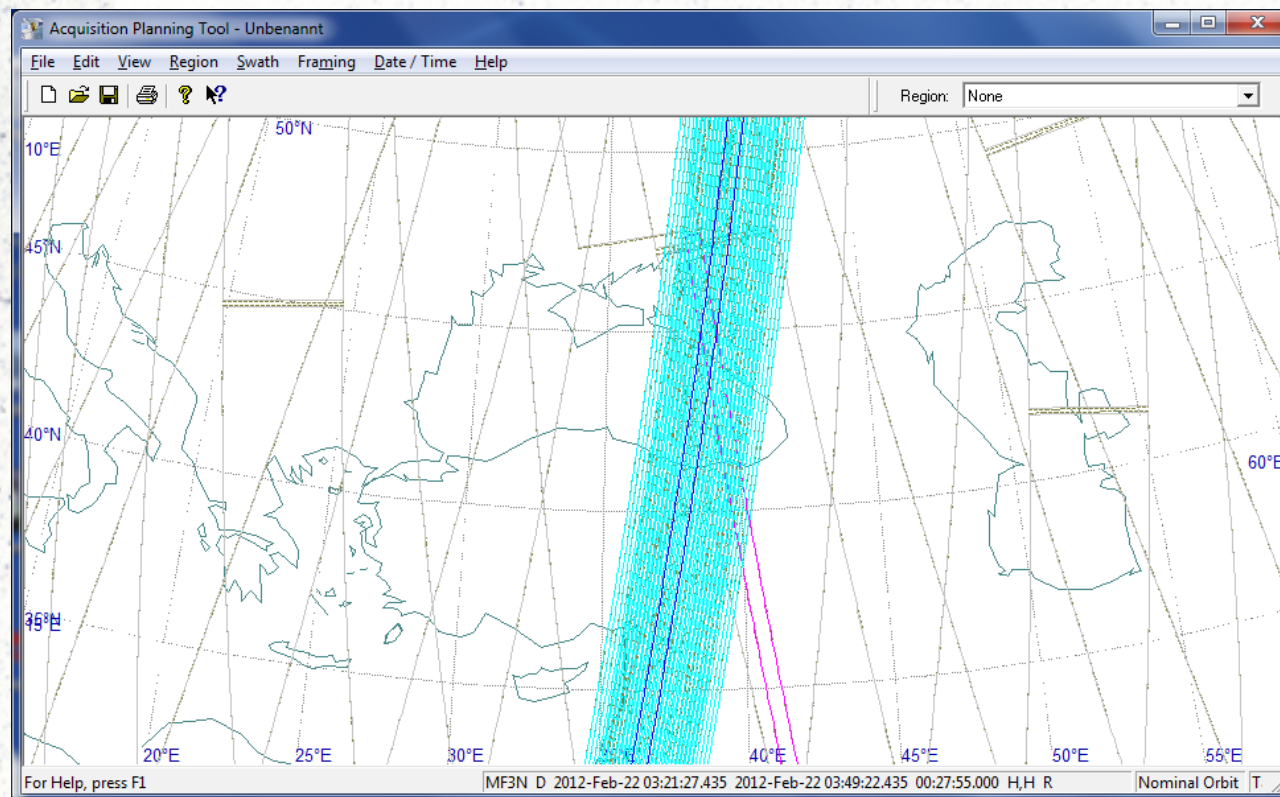 Acquisition Planning Tool - Unbenannt
File Edit View Region Swath Framing Date / Time Help
Region: None
50°N
10°E
45°N
40°N
60°E
20°E 25°E 30°E 40°E 45°E 50°E 55°E
For Help, press F1 MF3N D 2012-Feb-22 03:21:27.435 2012-Feb-22 03:49:22.435 00:27:55.000 H,H R Nominal Orbit T